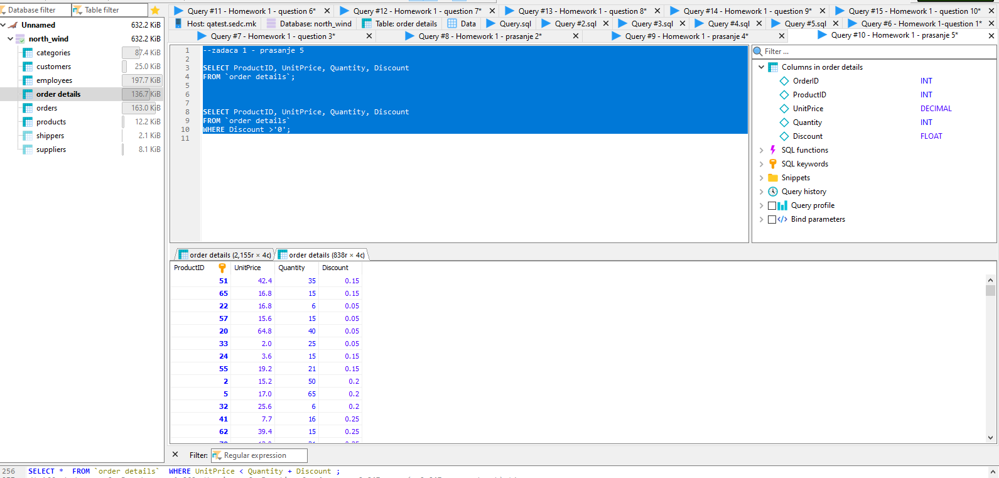 Database filter
Table filter
Query #11 - Homework 1 - question 6*
Query #12 - Homework 1 - question 7*
Query #13 - Homework 1 - question 8*
Query #14 - Homework 1 - question 9*
Query #15 - Homework 1 - question 10*
Host: qatest.sedc.mk
Database: north_wind
Table: order details
Data
Query.sql
Query #2.sql
Query #3.sql
Query #4.sql
Query #5.sql
Query #6 - Homework 1-question 1*
Query #7 - Homework 1 - question 3*
Query #8 - Homework 1 - prasanje 2*
Query #9 - Homework 1 - prasanje 4*
Query #10 - Homework 1 - prasanje 5*
Unnamed 632.2 KiB
north_wind 632.2 KiB
categories 87.4 KiB
customers 25.0 KiB
employees 197.7 KiB
order details 136.7 KiB
orders 163.0 KiB
products 12.2 KiB
shippers 2.1 KiB
suppliers 8.1 KiB
1 --zadaca 1 - prasanje 5
2
3 SELECT ProductID, UnitPrice, Quantity, Discount
4 FROM `order details`;
5
6
7
8 SELECT ProductID, UnitPrice, Quantity, Discount
9 FROM `order details`
10 WHERE Discount >'0';
11
Filter ...
Columns in order details
OrderID INT
ProductID INT
UnitPrice DECIMAL
Quantity INT
Discount FLOAT
SQL functions
SQL keywords
Snippets
Query history
Query profile
Bind parameters
order details (2,155r × 4c)
order details (838r × 4c)
ProductID UnitPrice Quantity Discount
51 42.4 35 0.15
65 16.8 15 0.15
22 16.8 6 0.05
57 15.6 15 0.05
20 64.8 40 0.05
33 2.0 25 0.05
24 3.6 15 0.15
55 19.2 21 0.15
2 15.2 50 0.2
5 17.0 65 0.2
32 25.6 6 0.2
41 7.7 16 0.25
62 39.4 15 0.25
Filter: Regular expression
256 SELECT * FROM `order details` WHERE UnitPrice < Quantity + Discount ;